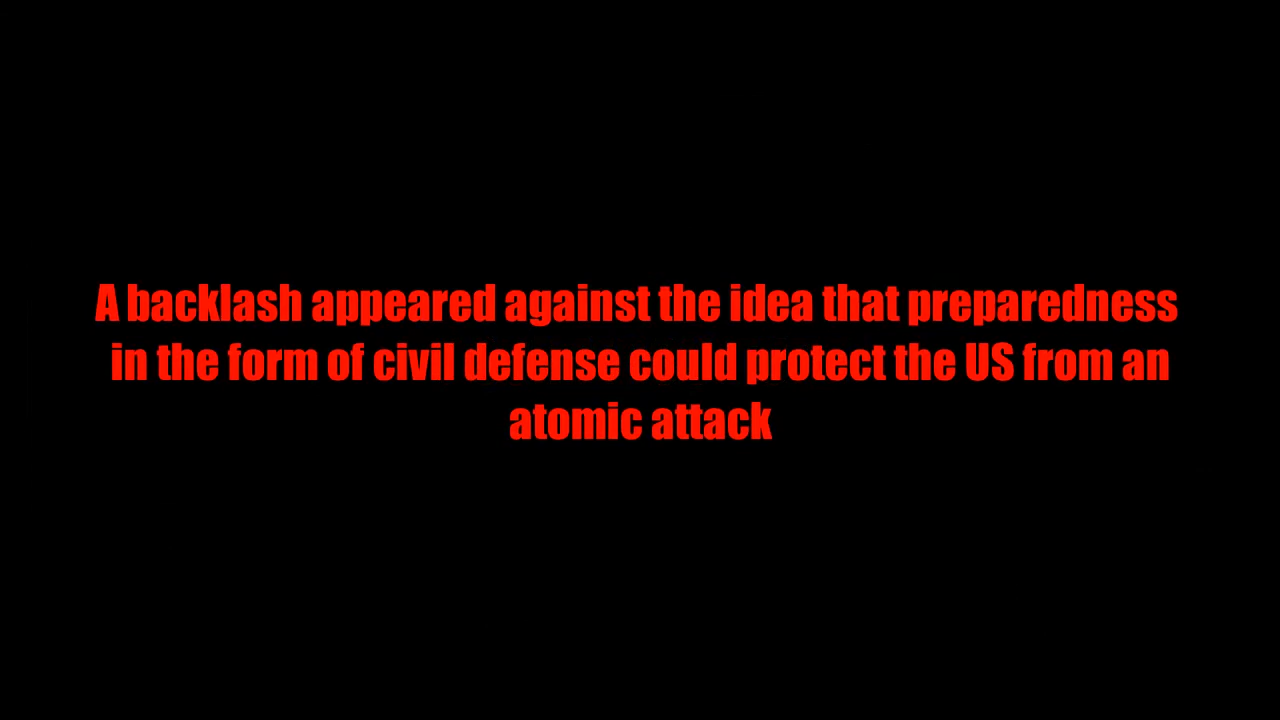 A backlash appeared against the idea that preparedness
in the form of civil defense could protect the US from an
atomic attack